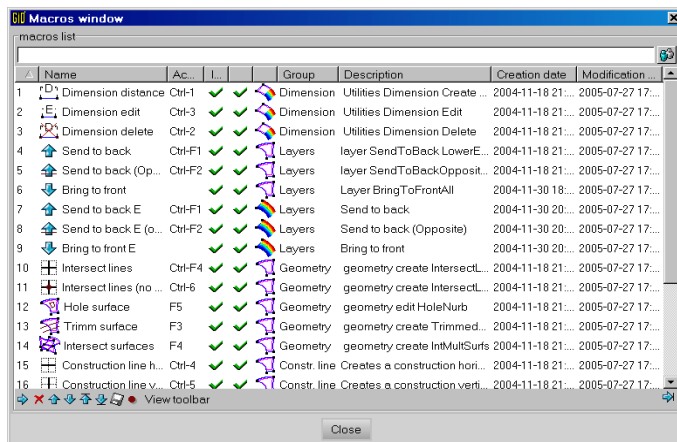 GiD Macros window
macros list
Name Ac... I... Group Description Creation date Modification ...
1 Dimension distance Ctrl-1 Dimension Utilities Dimension Create ... 2004-11-18 21:... 2005-07-27 17:...
2 Dimension edit Ctrl-3 Dimension Utilities Dimension Edit 2004-11-18 21:... 2005-07-27 17:...
3 Dimension delete Ctrl-2 Dimension Utilities Dimension Delete 2004-11-18 21:... 2005-07-27 17:...
4 Send to back Ctrl-F1 Layers layer SendToBack LowerE... 2004-11-18 21:... 2005-07-27 17:...
5 Send to back (Op... Ctrl-F2 Layers layer SendToBackOpposit... 2004-11-18 21:... 2005-07-27 17:...
6 Bring to front Layers Layer BringToFrontAll 2004-11-30 18:... 2005-07-27 17:...
7 Send to back E Ctrl-F1 Layers Send to back 2004-11-30 20:... 2005-07-27 17:...
8 Send to back E (o... Ctrl-F2 Layers Send to back (Opposite) 2004-11-30 20:... 2005-07-27 17:...
9 Bring to front E Layers Bring to front 2004-11-30 20:... 2005-07-27 17:...
10 Intersect lines Ctrl-F4 Geometry geometry create IntersectL... 2004-11-18 21:... 2005-07-27 17:...
11 Intersect lines (no ... Ctrl-6 Geometry geometry create IntersectL... 2004-11-18 21:... 2005-07-27 17:...
12 Hole surface F5 Geometry geometry edit HoleNurb 2004-11-18 21:... 2005-07-27 17:...
13 Trimm surface F3 Geometry geometry create Trimmed... 2004-11-18 21:... 2005-07-27 17:...
14 Intersect surfaces F4 Geometry geometry create IntMultSurfs 2004-11-18 21:... 2005-07-27 17:...
15 Construction line h... Ctrl-4 Constr. line Creates a construction hori... 2004-11-18 21:... 2005-07-27 17:...
16 Construction line v... Ctrl-5 Constr. line Creates a construction verti... 2004-11-18 21:... 2005-07-27 17:...
View toolbar
Close